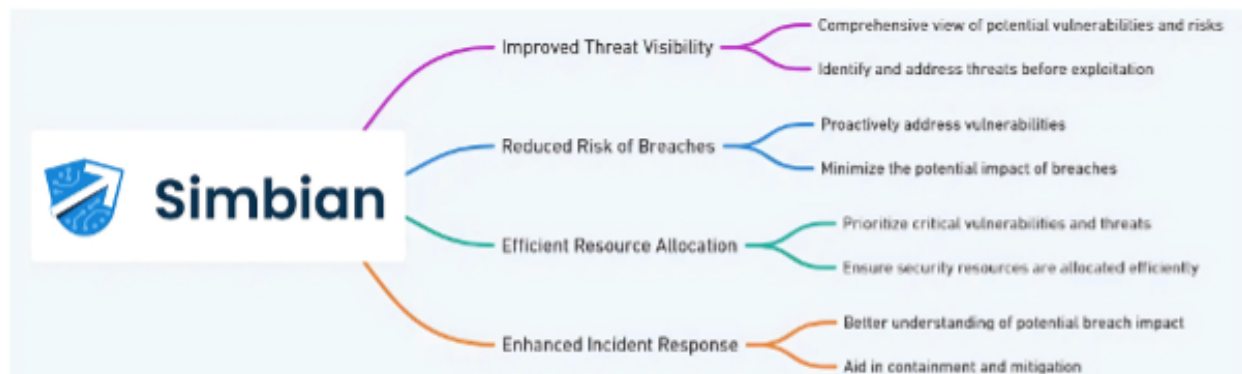 Simbian
Improved Threat Visibility
Comprehensive view of potential vulnerabilities and risks
Identify and address threats before exploitation
Reduced Risk of Breaches
Proactively address vulnerabilities
Minimize the potential impact of breaches
Efficient Resource Allocation
Prioritize critical vulnerabilities and threats
Ensure security resources are allocated efficiently
Enhanced Incident Response
Better understanding of potential breach impact
Aid in containment and mitigation